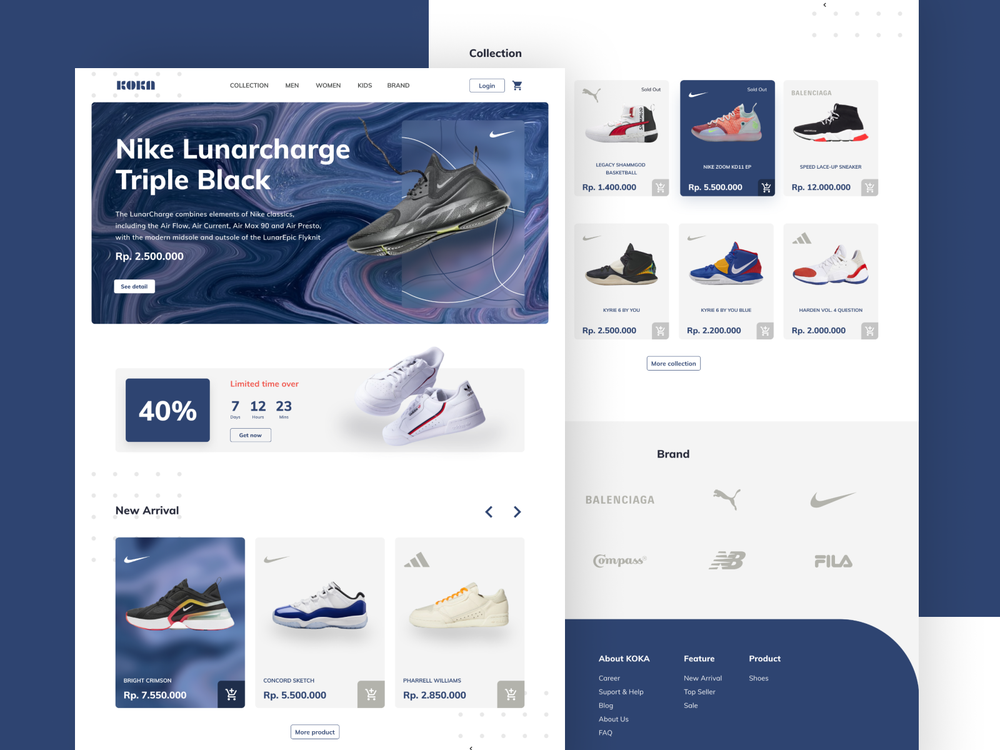 KOKA
COLLECTION MEN WOMEN KIDS BRAND
Login
Nike Lunarcharge
Triple Black
The LunarCharge combines elements of Nike classics,
including the Air Flow, Air Current, Air Max 90 and Air Presto,
with the modern midsole and outsole of the LunarEpic Flyknit
Rp. 2.500.000
See detail
40%
Limited time over
7 12 23
Days Hours Mins
Get now
New Arrival
BRIGHT CRIMSON
Rp. 7.550.000
CONCORD SKETCH
Rp. 5.500.000
PHARRELL WILLIAMS
Rp. 2.850.000
More product
Collection
Sold Out
LEGACY SHAMMGOD
BASKETBALL
Rp. 1.400.000
Sold Out
NIKE ZOOM KD11 EP
Rp. 5.500.000
BALENCIAGA
SPEED LACE-UP SNEAKER
Rp. 12.000.000
KYRIE 6 BY YOU
Rp. 2.500.000
KYRIE 6 BY YOU BLUE
Rp. 2.200.000
HARDEN VOL. 4 QUESTION
Rp. 2.000.000
More collection
Brand
BALENCIAGA
Compass®
NB
FILA
About KOKA
Career
Suport & Help
Blog
About Us
FAQ
Feature
New Arrival
Top Seller
Sale
Product
Shoes